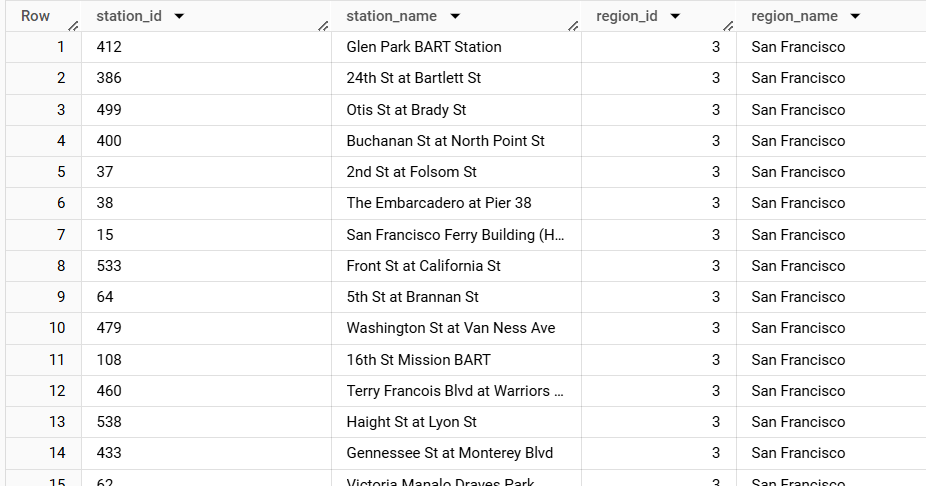 Row station_id station_name region_id region_name
1 412 Glen Park BART Station 3 San Francisco
2 386 24th St at Bartlett St 3 San Francisco
3 499 Otis St at Brady St 3 San Francisco
4 400 Buchanan St at North Point St 3 San Francisco
5 37 2nd St at Folsom St 3 San Francisco
6 38 The Embarcadero at Pier 38 3 San Francisco
7 15 San Francisco Ferry Building (H... 3 San Francisco
8 533 Front St at California St 3 San Francisco
9 64 5th St at Brannan St 3 San Francisco
10 479 Washington St at Van Ness Ave 3 San Francisco
11 108 16th St Mission BART 3 San Francisco
12 460 Terry Francois Blvd at Warriors ... 3 San Francisco
13 538 Haight St at Lyon St 3 San Francisco
14 433 Gennessee St at Monterey Blvd 3 San Francisco
15 62 Victoria Manalo Draves Park 3 San Francisco